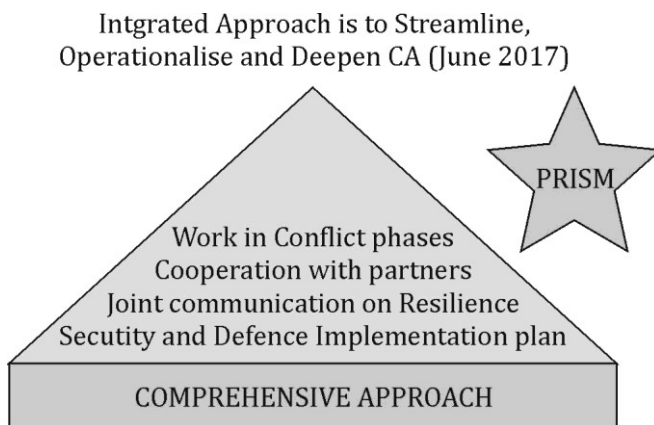 Intgrated Approach is to Streamline,
Operationalise and Deepen CA (June 2017)
PRISM
Work in Conflict phases
Cooperation with partners
Joint communication on Resilience
Secutity and Defence Implementation plan
COMPREHENSIVE APPROACH